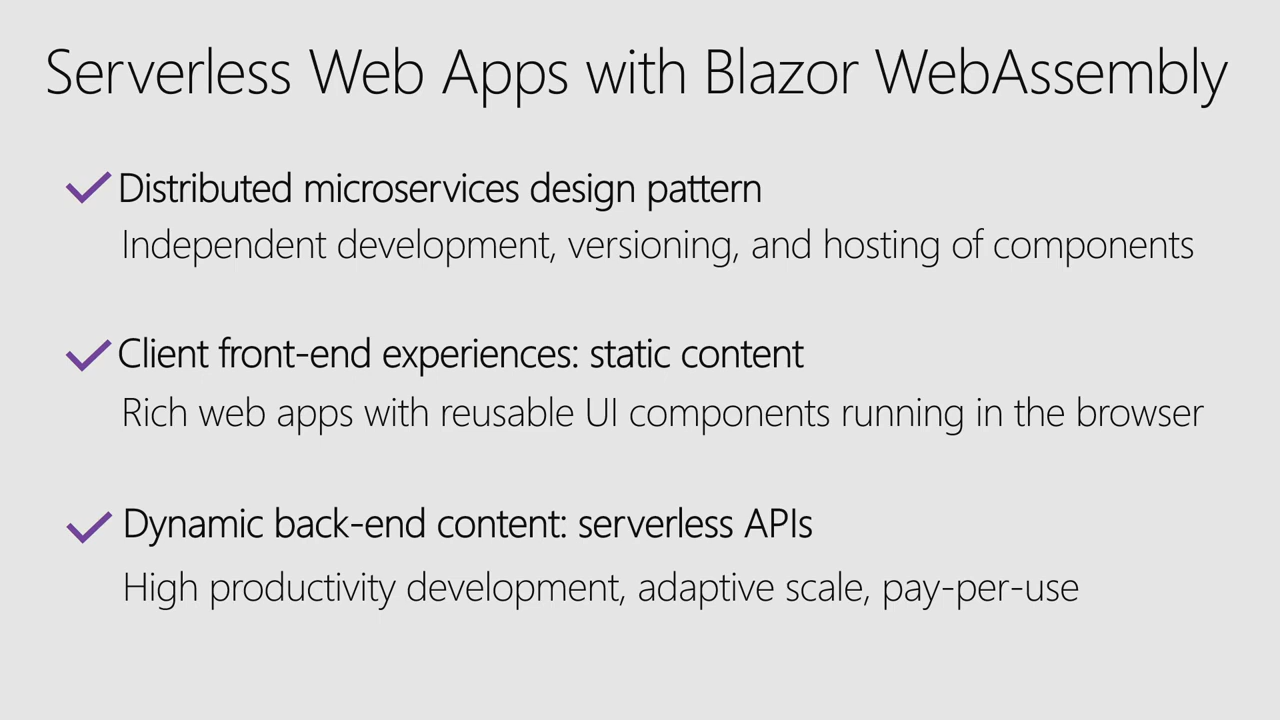 Serverless Web Apps with Blazor WebAssembly
Distributed microservices design pattern
Independent development, versioning, and hosting of components
Client front-end experiences: static content
Rich web apps with reusable UI components running in the browser
Dynamic back-end content: serverless APIs
High productivity development, adaptive scale, pay-per-use